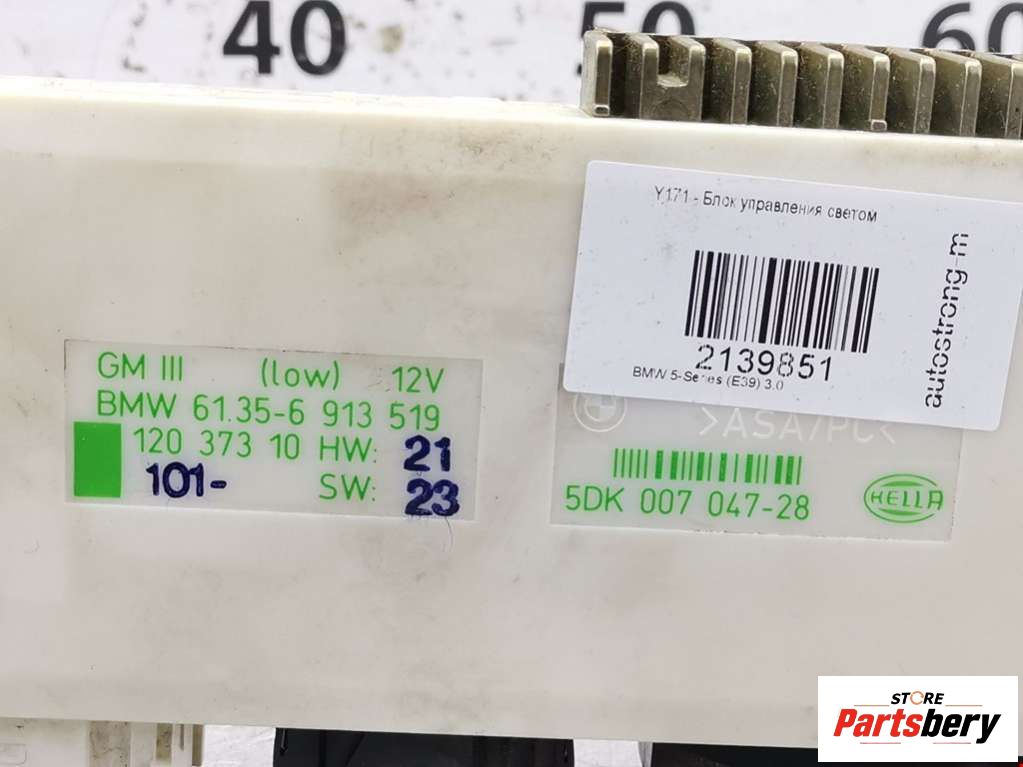 40 50 60
Y171 - Блок управления светом
2139851
BMW 5-Series (E39) 3.0
autostrong-m
GM III (low) 12V
BMW 61.35-6 913 519
120 373 10 HW: 21
101- SW: 23
>ASA/PC<
5DK 007 047-28
HELLA
STORE
Partsbery